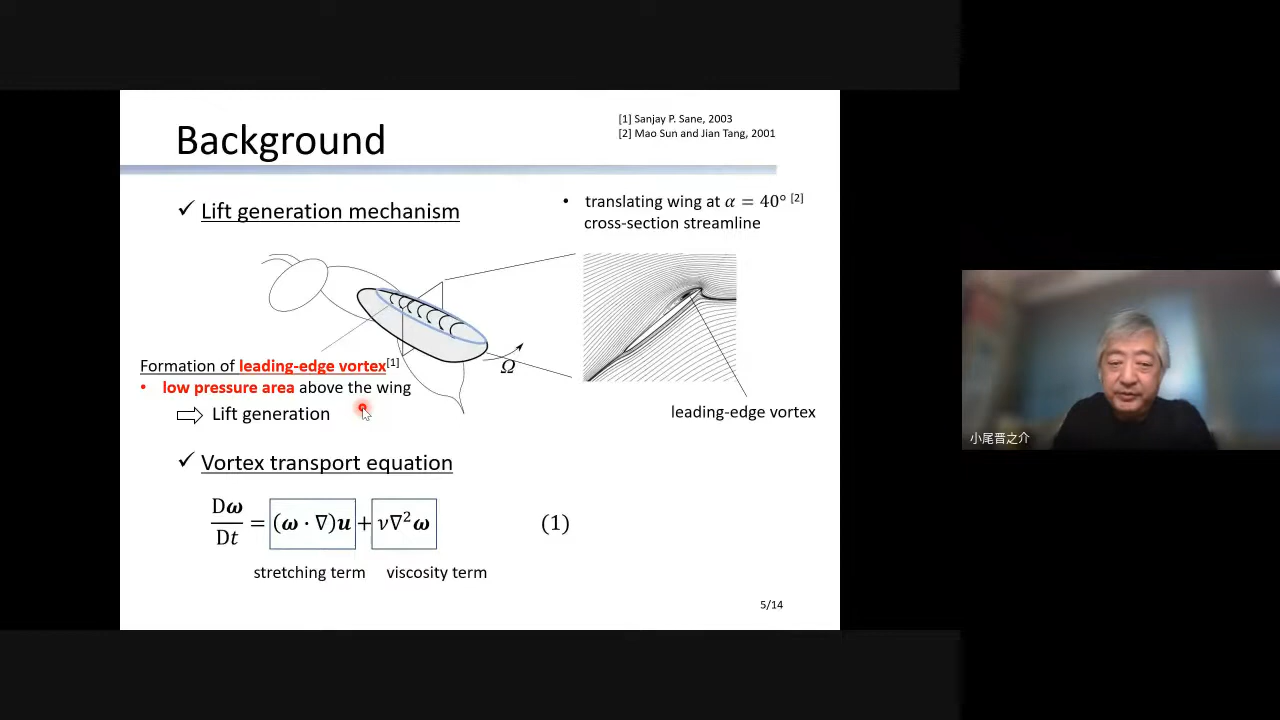 Background
[1] Sanjay P. Sane, 2003
[2] Mao Sun and Jian Tang, 2001
✓ Lift generation mechanism
• translating wing at α = 40° [2]
cross-section streamline
Ω
Formation of leading-edge vortex[1]
• low pressure area above the wing
⇨ Lift generation
leading-edge vortex
✓ Vortex transport equation
Dω/Dt = (ω · ∇)u + ν∇²ω (1)
stretching term viscosity term
5/14
小尾晋之介